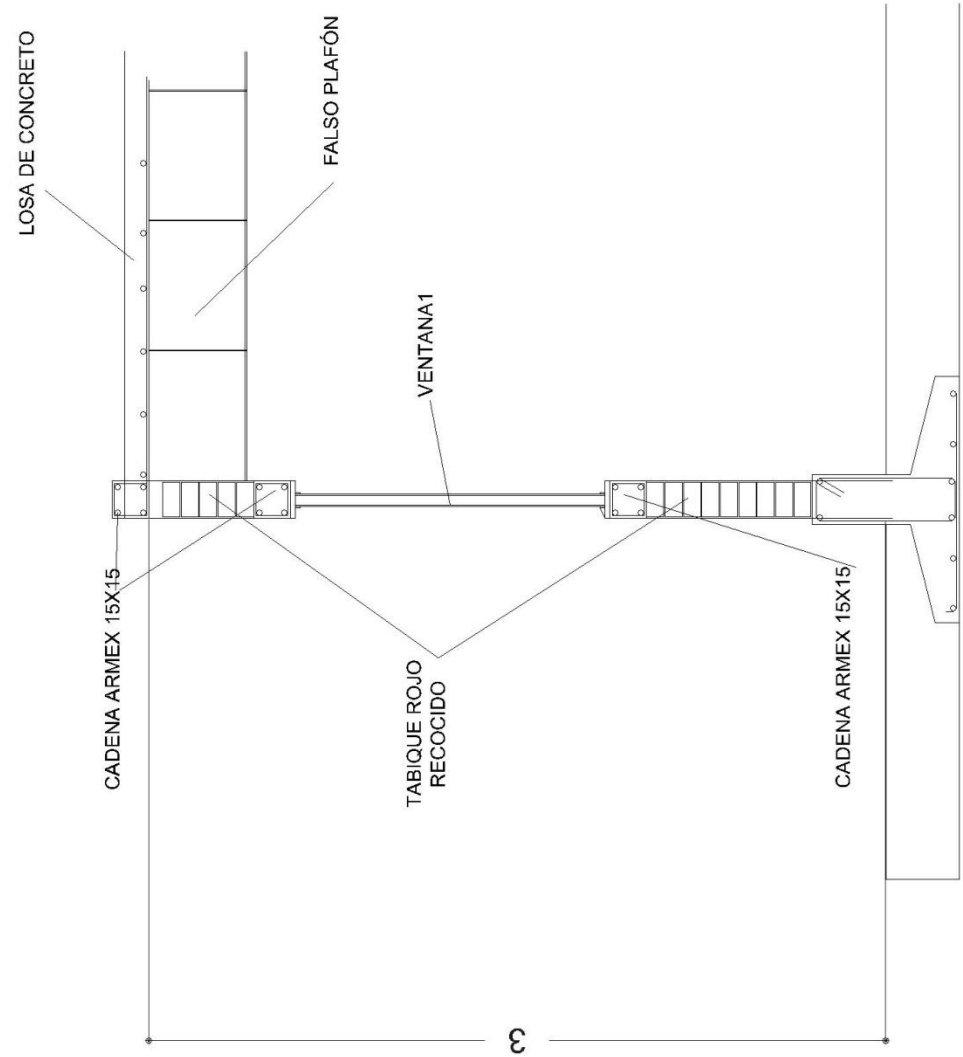 LOSA DE CONCRETO
FALSO PLAFÓN
VENTANA1
CADENA ARMEX 15X15
TABIQUE ROJO
RECOCIDO
CADENA ARMEX 15X15
3